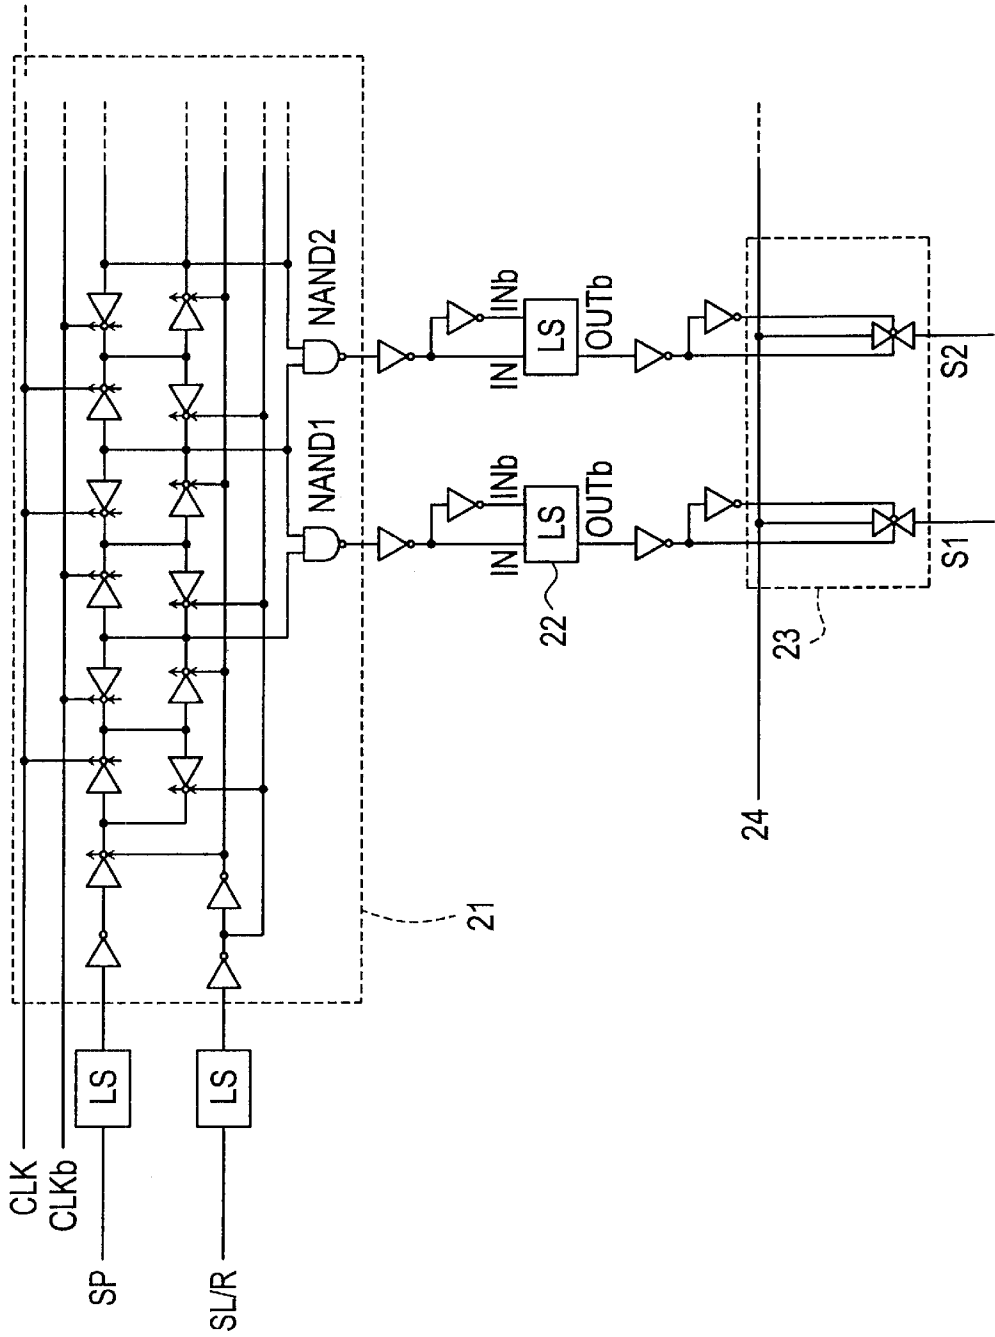 CLK
CLKb
SP
SL/R
LS
LS
21
NAND1
NAND2
IN
INb
LS
OUTb
22
IN
INb
LS
OUTb
24
23
S1
S2